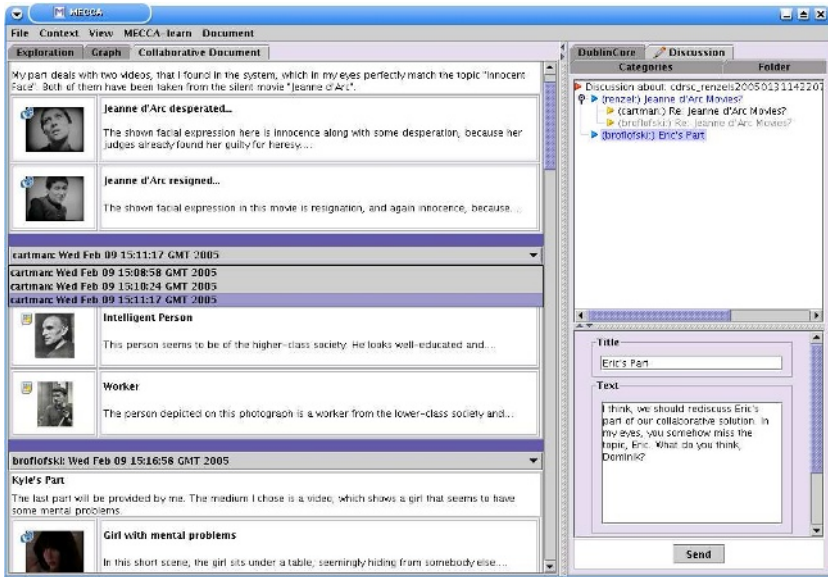 MECCA
File Context View MECCA-learn Document
Exploration Graph Collaborative Document
My part deals with two videos, that I found in the system, which in my eyes perfectly match the topic "Innocent
Face". Both of them have been taken from the silent movie "Jeanne d'Arc".
Jeanne d'Arc desperated...
The shown facial expression here is innocence along with some desperation, because her
judges already found her guilty for heresy....
Jeanne d'Arc resigned...
The shown facial expression in this movie is resignation, and again innocence, because....
cartman: Wed Feb 09 15:11:17 GMT 2005
cartman: Wed Feb 09 15:08:58 GMT 2005
cartman: Wed Feb 09 15:10:24 GMT 2005
cartman: Wed Feb 09 15:11:17 GMT 2005
Intelligent Person
This person seems to be of the higher-class society. He looks well-educated and....
Worker
The person depicted on this photograph is a worker from the lower-class society and...
broflofski: Wed Feb 09 15:16:58 GMT 2005
Kyle's Part
The last part will be provided by me. The medium I chose is a video, which shows a girl that seems to have
some mental problems.
Girl with mental problems
In this short scene, the girl sits under a table, seemingly hiding from somebody else....
DublinCore Discussion
Categories Folder
Discussion about: cdrsc_renzels20050131142207
(renzel:) Jeanne d'Arc Movies?
(cartman:) Re: Jeanne d'Arc Movies?
(broflofski:) Re: Jeanne d'Arc Movies?
(broflofski:) Eric's Part
Title
Eric's Part
Text
I think, we should rediscuss Eric's
part of our collaborative solution. In
my eyes, you somehow miss the
topic, Eric. What do you think,
Dominik?
Send